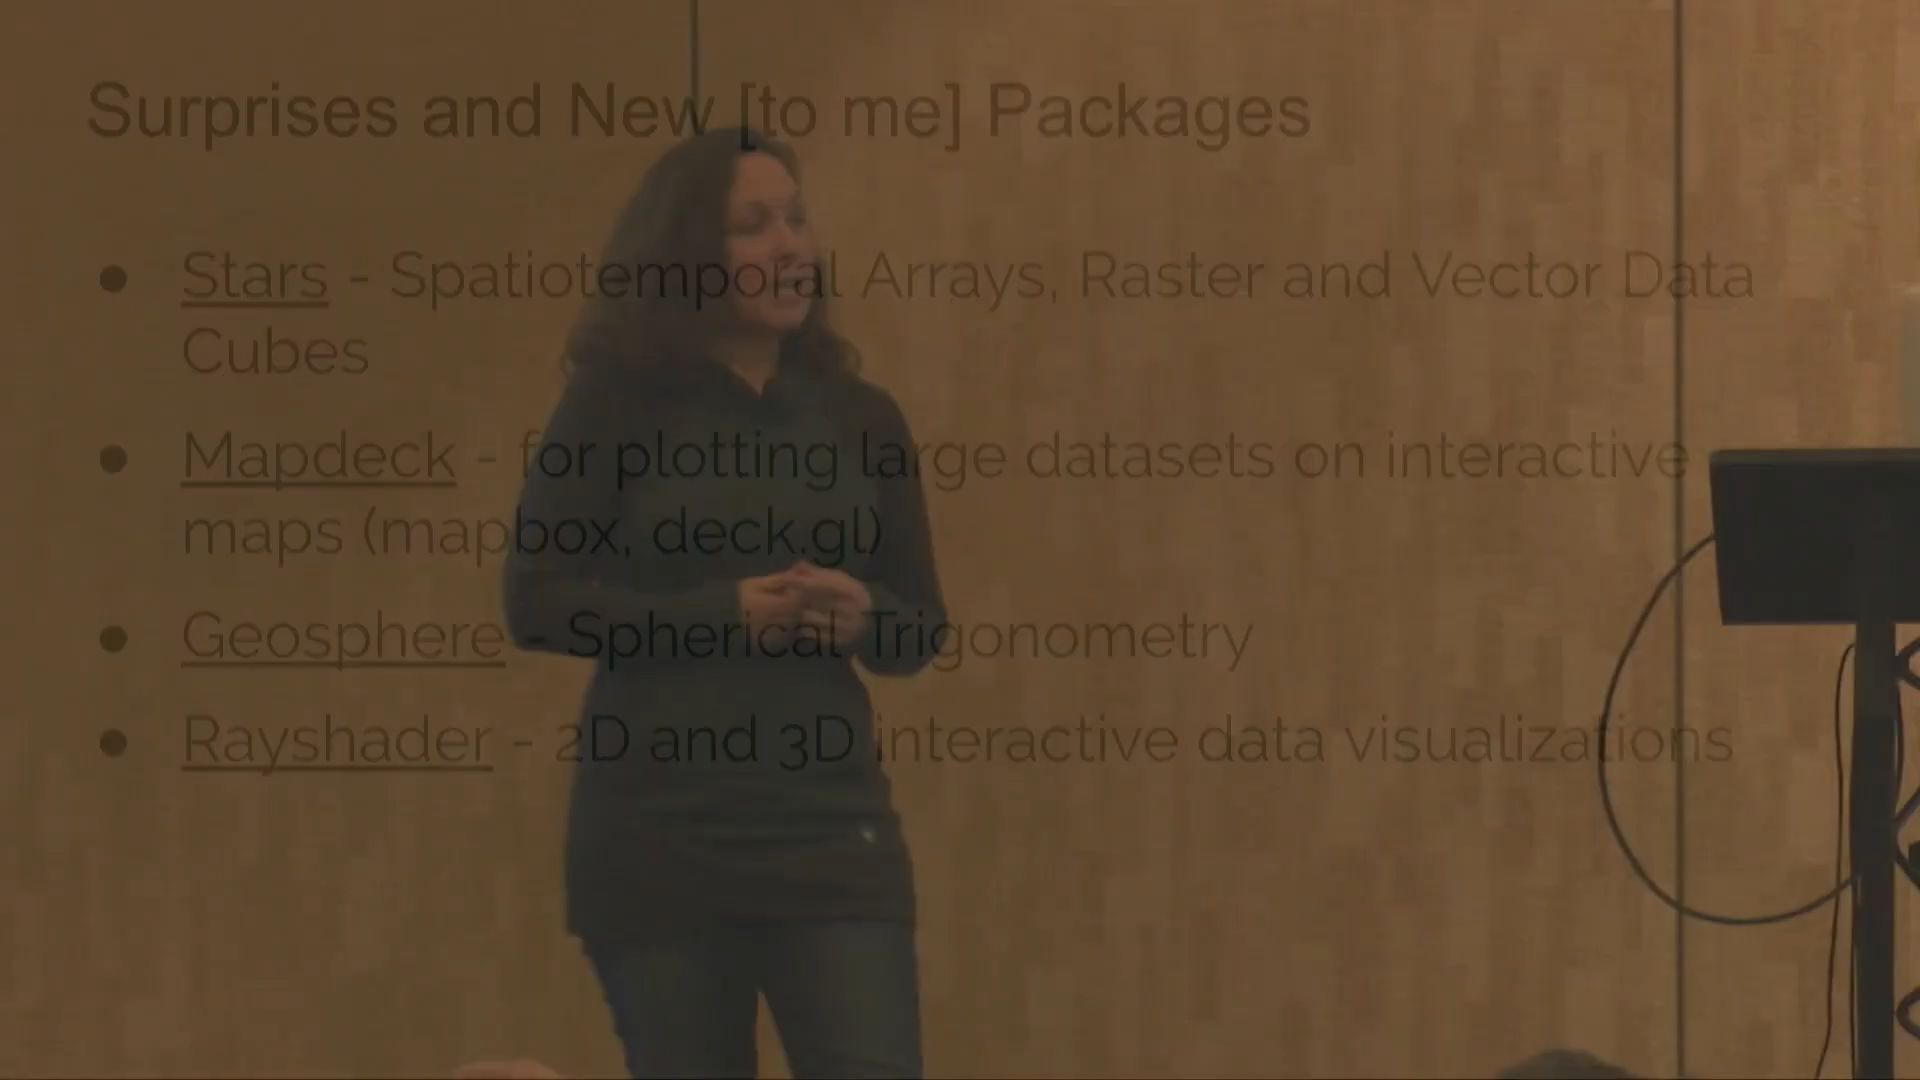 Surprises and New [to me] Packages
● Stars - Spatiotemporal Arrays, Raster and Vector Data
Cubes
● Mapdeck - for plotting large datasets on interactive
maps (mapbox, deck.gl)
● Geosphere - Spherical Trigonometry
● Rayshader - 2D and 3D interactive data visualizations